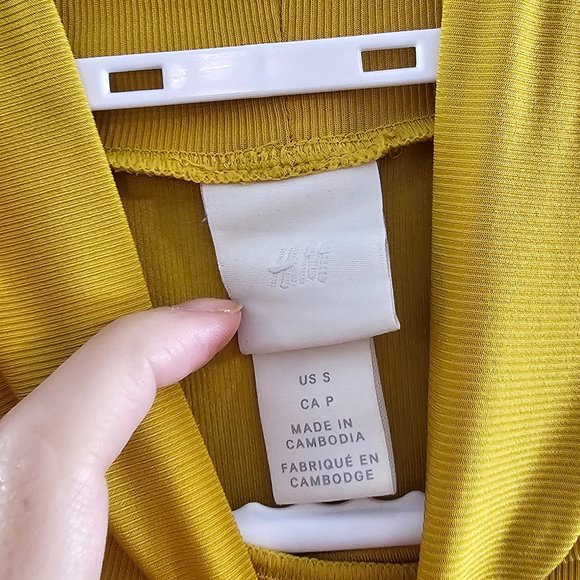 H&M
US S
CA P
MADE IN
CAMBODIA
FABRIQUÉ EN
CAMBODGE